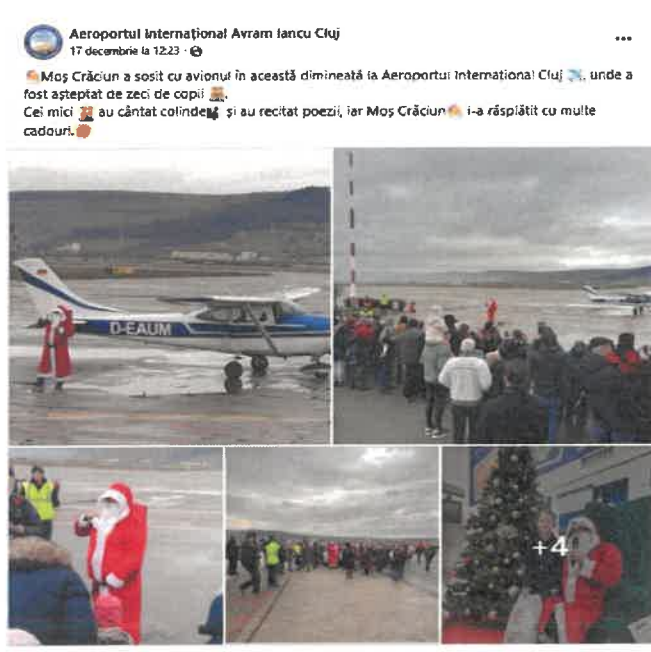 Aeroportul Internațional Avram Iancu Cluj
17 decembrie la 12:23 ·
Moș Crăciun a sosit cu avionul în această dimineată la Aeroportul Internațional Cluj, unde a
fost așteptat de zeci de copii.
Cei mici au cântat colinde și au recitat poezii, iar Moș Crăciun i-a răsplătit cu multe
cadouri.
D-EAUM
+4